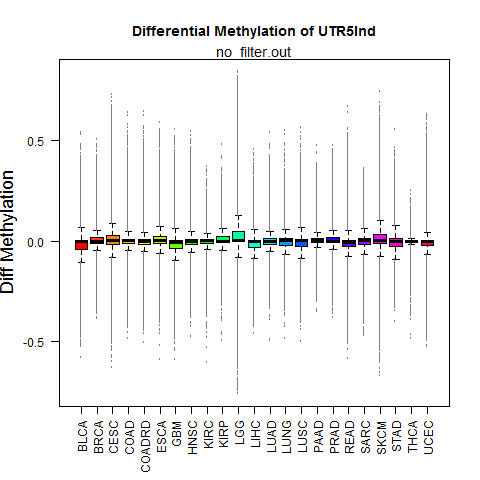 Differential Methylation of UTR5Ind
no_filter.out
Diff Methylation
0.5
0.0
-0.5
BLCA
BRCA
CESC
COAD
COADRD
ESCA
GBM
HNSC
KIRC
KIRP
LGG
LIHC
LUAD
LUNG
LUSC
PAAD
PRAD
READ
SARC
SKCM
STAD
THCA
UCEC